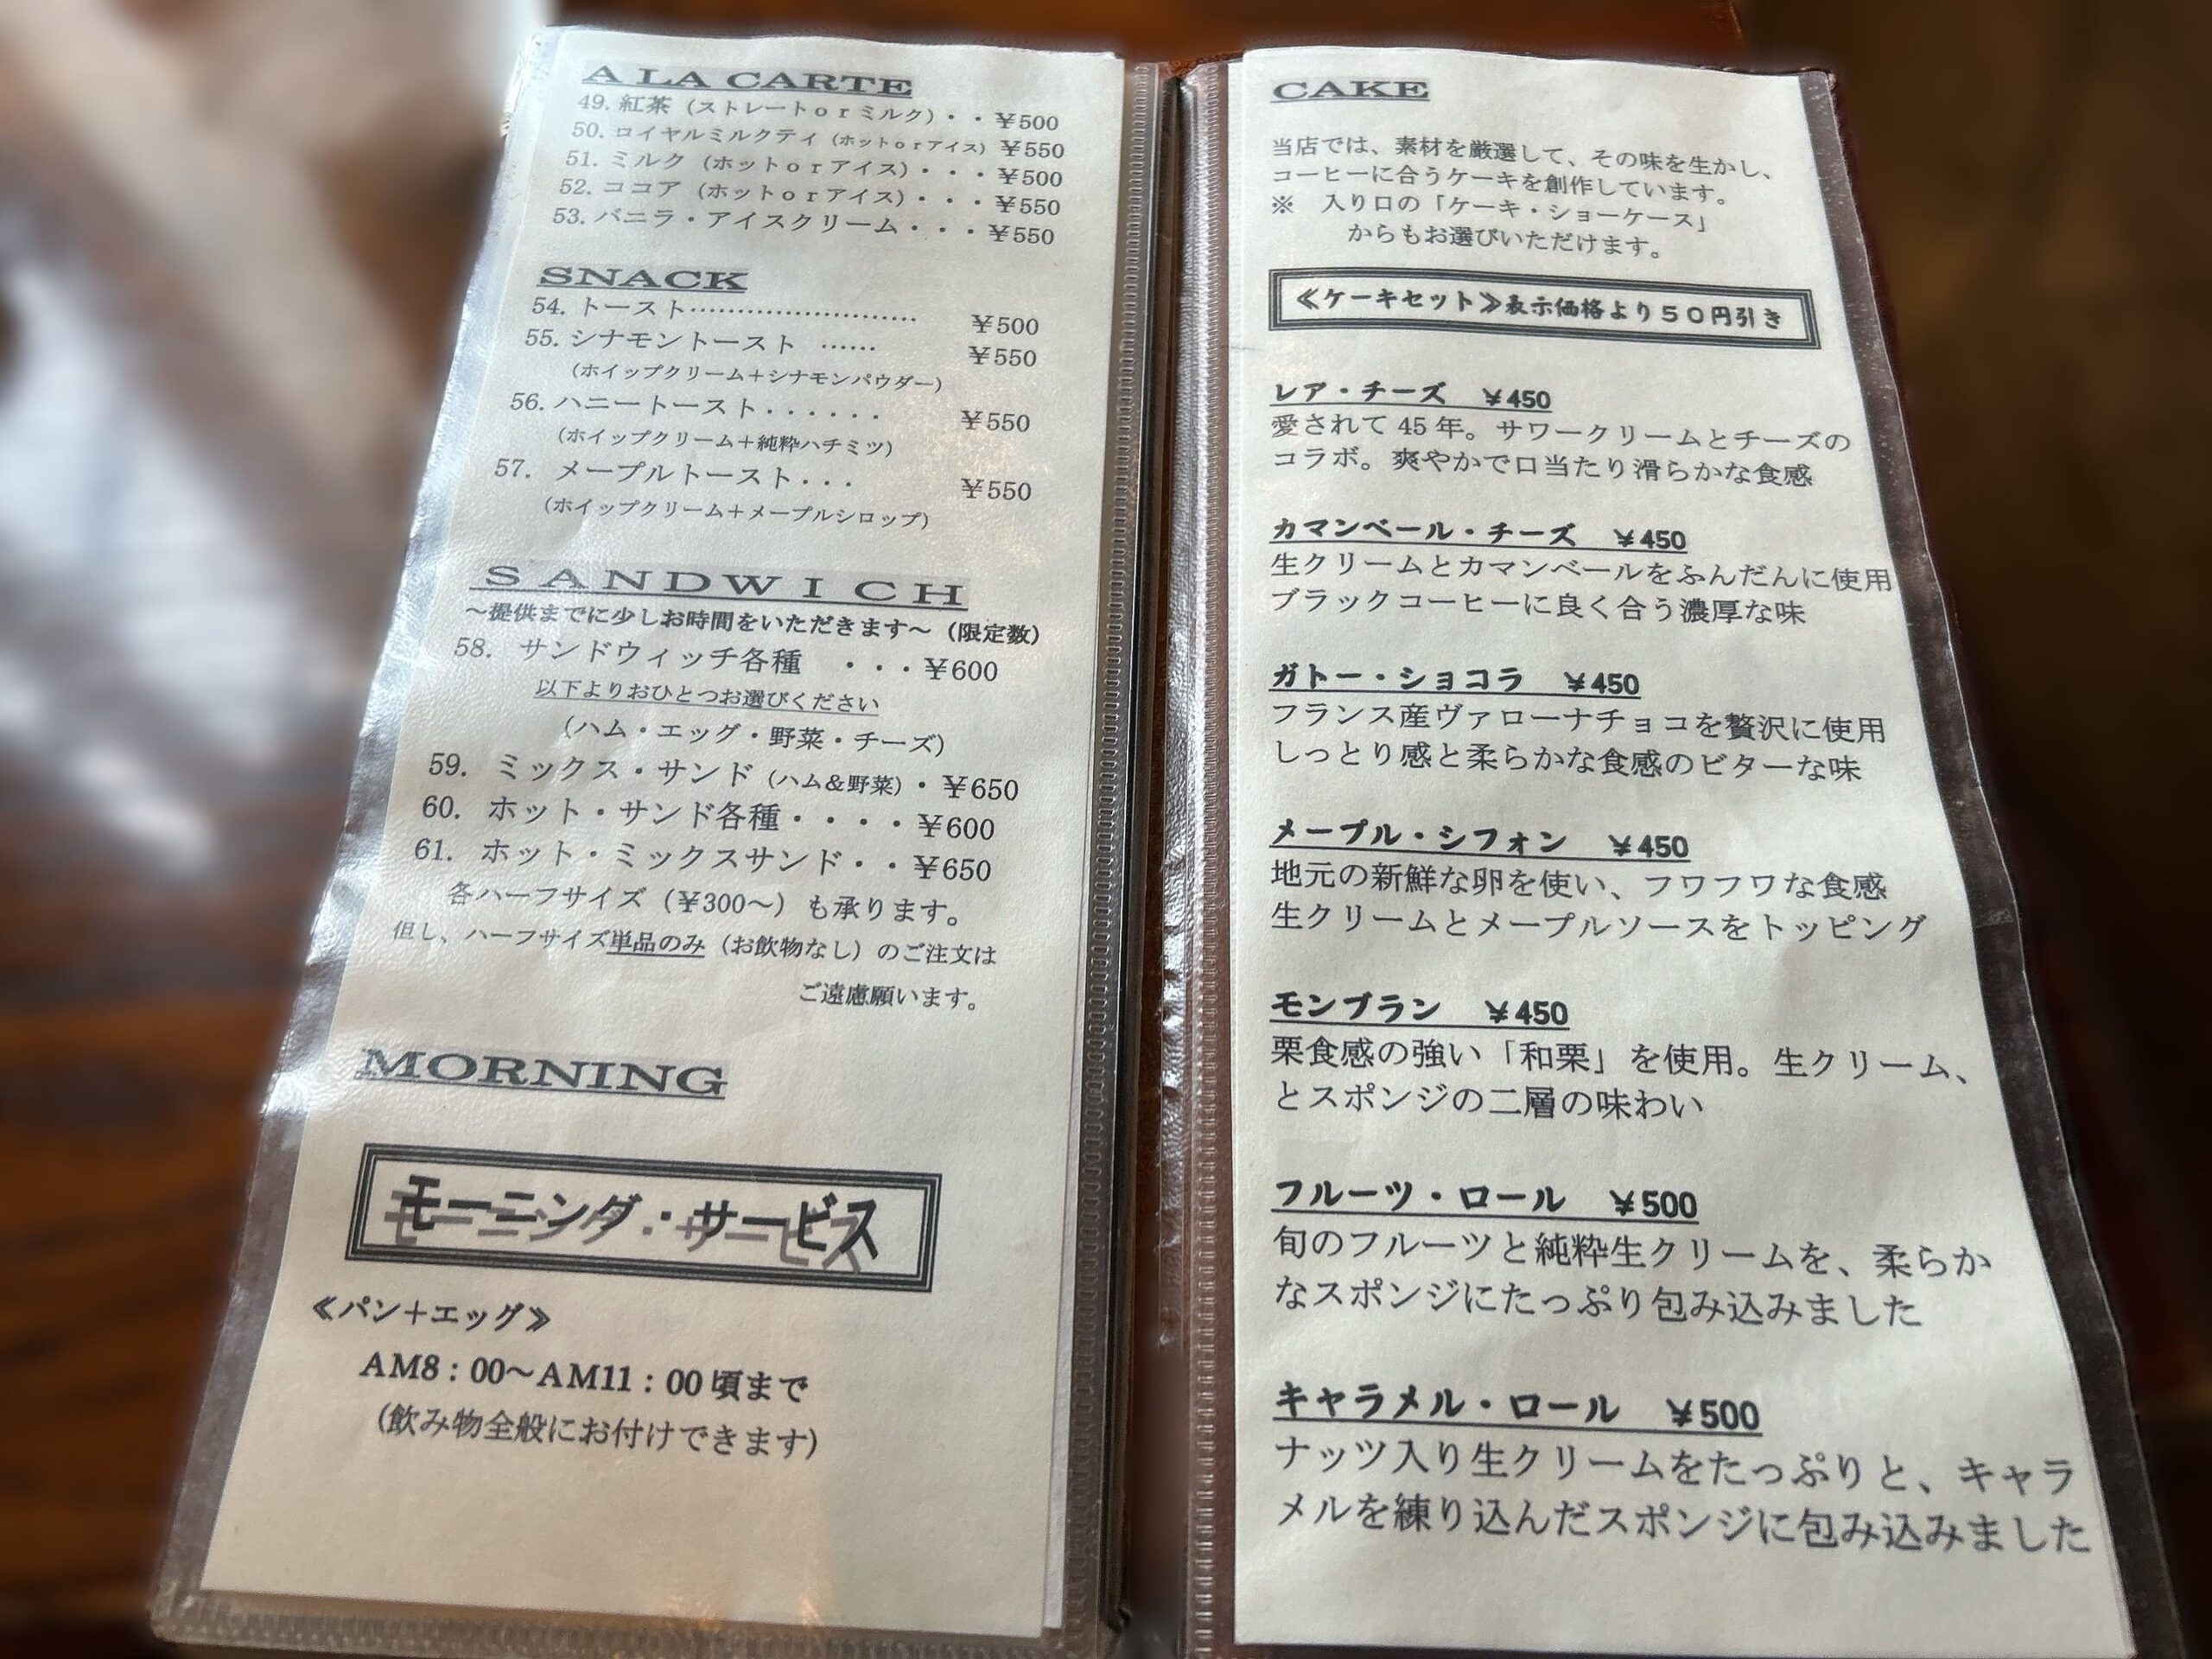 A LA CARTE
49. 紅茶（ストレートorミルク）・・¥500
50. ロイヤルミルクティ（ホットorアイス）¥550
51. ミルク（ホットorアイス）・・・¥500
52. ココア（ホットorアイス）・・・¥550
53. バニラ・アイスクリーム・・・¥550
SNACK
54. トースト…………………… ¥500
55. シナモントースト …… ¥550
（ホイップクリーム＋シナモンパウダー）
56. ハニートースト・・・・・・ ¥550
（ホイップクリーム＋純粋ハチミツ）
57. メープルトースト・・・ ¥550
（ホイップクリーム＋メープルシロップ）
SANDWICH
～提供までに少しお時間をいただきます～（限定数）
58. サンドウィッチ各種 ・・・¥600
以下よりおひとつお選びください
（ハム・エッグ・野菜・チーズ）
59. ミックス・サンド（ハム＆野菜）・¥650
60. ホット・サンド各種・・・・¥600
61. ホット・ミックスサンド・・¥650
各ハーフサイズ（¥300～）も承ります。
但し、ハーフサイズ単品のみ（お飲物なし）のご注文は
ご遠慮願います。
MORNING
モーニング・サービス
≪パン＋エッグ≫
AM8：00～AM11：00頃まで
（飲み物全般にお付けできます）
CAKE
当店では、素材を厳選して、その味を生かし、
コーヒーに合うケーキを創作しています。
※ 入り口の「ケーキ・ショーケース」
からもお選びいただけます。
≪ケーキセット≫表示価格より５０円引き
レア・チーズ ¥450
愛されて45年。サワークリームとチーズの
コラボ。爽やかで口当たり滑らかな食感
カマンベール・チーズ ¥450
生クリームとカマンベールをふんだんに使用
ブラックコーヒーに良く合う濃厚な味
ガトー・ショコラ ¥450
フランス産ヴァローナチョコを贅沢に使用
しっとり感と柔らかな食感のビターな味
メープル・シフォン ¥450
地元の新鮮な卵を使い、フワフワな食感
生クリームとメープルソースをトッピング
モンブラン ¥450
栗食感の強い「和栗」を使用。生クリーム、
とスポンジの二層の味わい
フルーツ・ロール ¥500
旬のフルーツと純粋生クリームを、柔らか
なスポンジにたっぷり包み込みました
キャラメル・ロール ¥500
ナッツ入り生クリームをたっぷりと、キャラ
メルを練り込んだスポンジに包み込みました